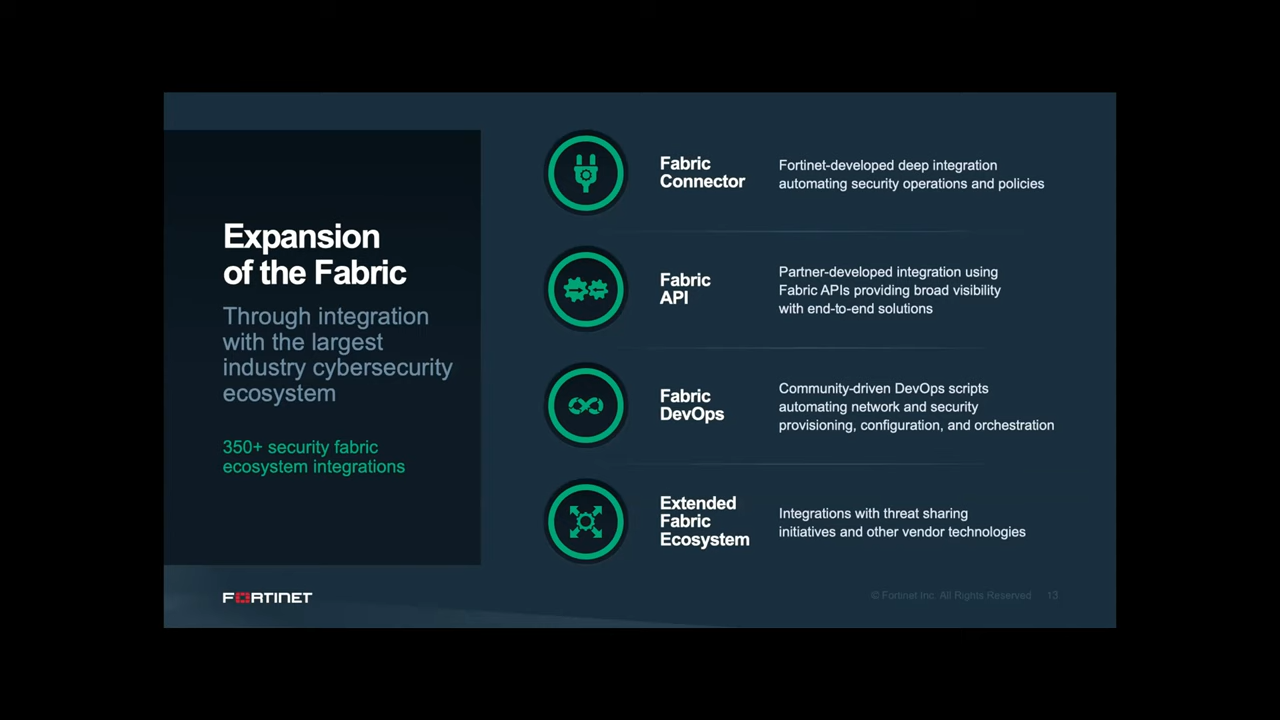 Expansion
of the Fabric
Through integration
with the largest
industry cybersecurity
ecosystem
350+ security fabric
ecosystem integrations
Fabric
Connector
Fortinet-developed deep integration
automating security operations and policies
Fabric
API
Partner-developed integration using
Fabric APIs providing broad visibility
with end-to-end solutions
Fabric
DevOps
Community-driven DevOps scripts
automating network and security
provisioning, configuration, and orchestration
Extended
Fabric
Ecosystem
Integrations with threat sharing
initiatives and other vendor technologies
FORTINET
© Fortinet Inc. All Rights Reserved 13